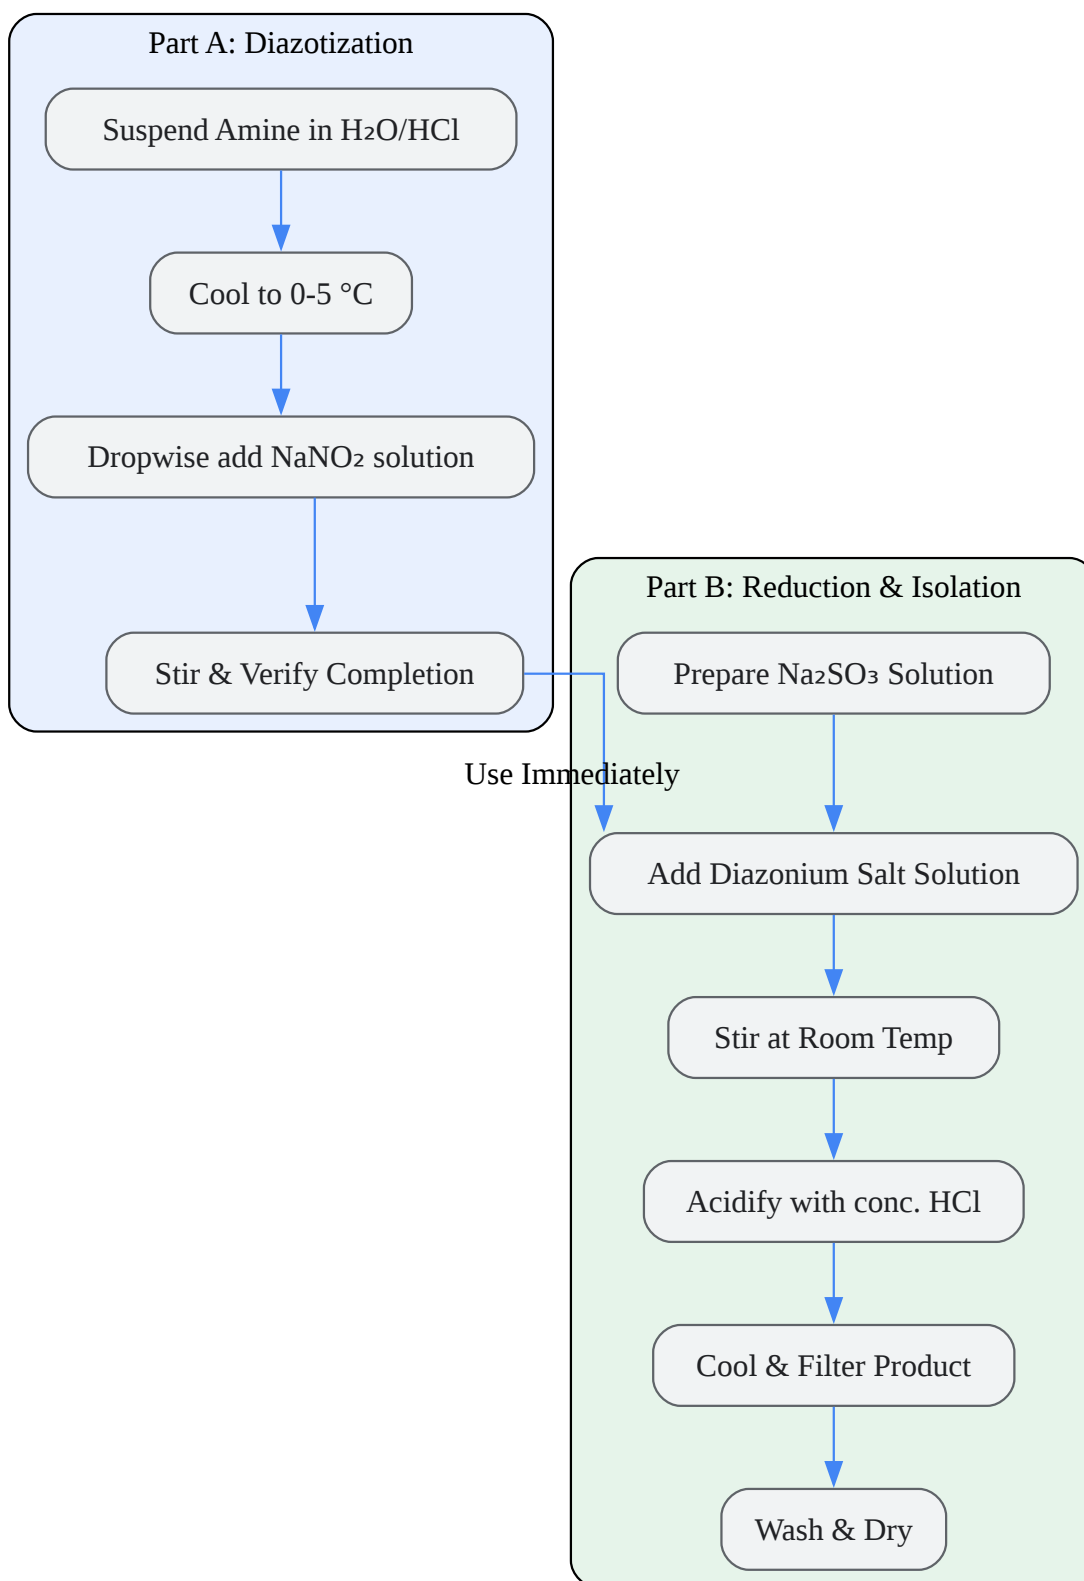 Part A: Diazotization
Suspend Amine in H₂O/HCl
Cool to 0-5 °C
Dropwise add NaNO₂ solution
Stir & Verify Completion
Use Immediately
Part B: Reduction & Isolation
Prepare Na₂SO₃ Solution
Add Diazonium Salt Solution
Stir at Room Temp
Acidify with conc. HCl
Cool & Filter Product
Wash & Dry